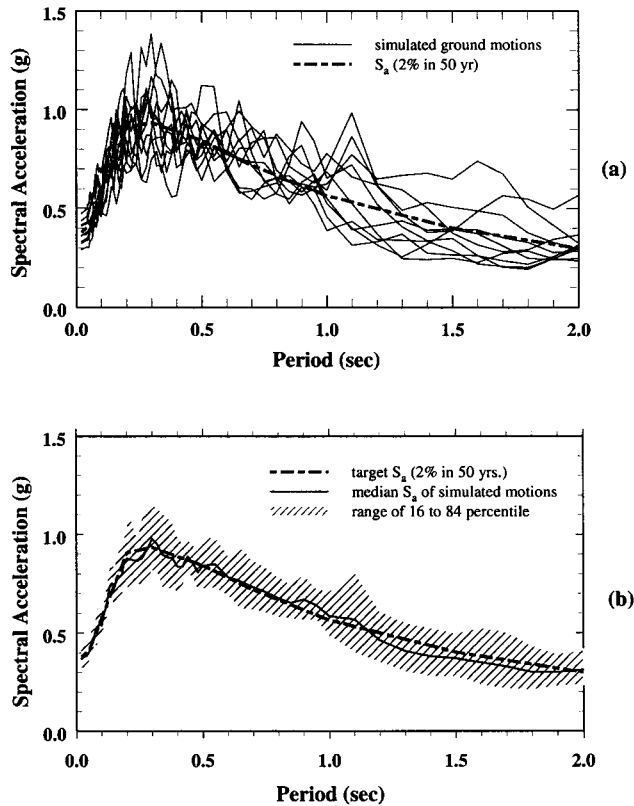 1.5
simulated ground motions
Sa (2% in 50 yr)
1.0
0.5
0.0
Spectral Acceleration (g)
(a)
0.0 0.5 1.0 1.5 2.0
Period (sec)
1.5
target Sa (2% in 50 yrs.)
median Sa of simulated motions
range of 16 to 84 percentile
1.0
0.5
0.0
Spectral Acceleration (g)
(b)
0.0 0.5 1.0 1.5 2.0
Period (sec)